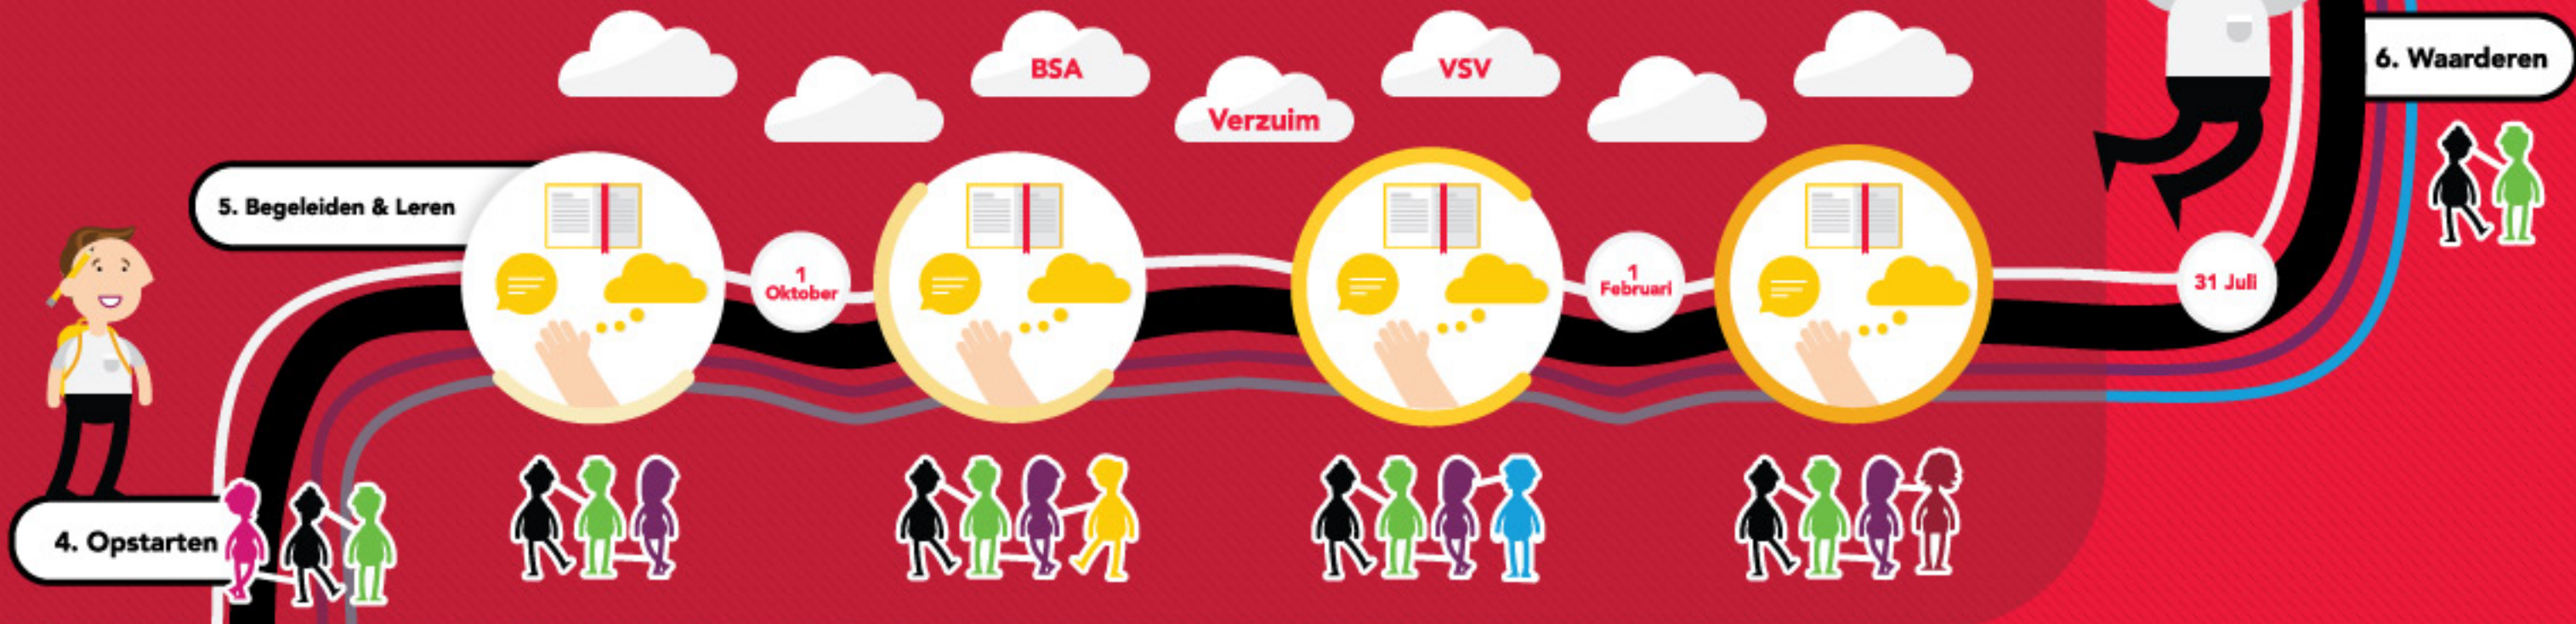 BSA
VSV
6. Waarderen
Verzuim
5. Begeleiden & Leren
1
Oktober
1
Februari
31 Juli
4. Opstarten